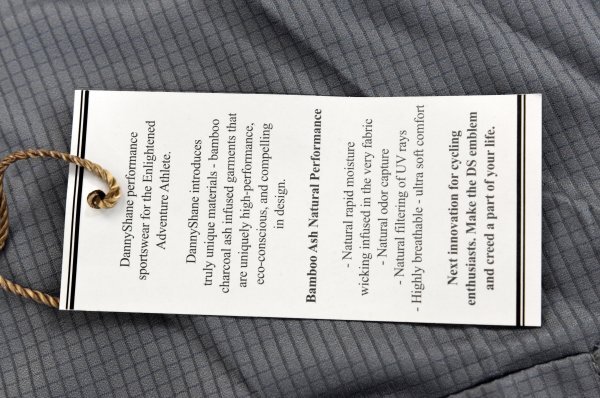 DannyShane performance
sportswear for the Enlightened
Adventure Athlete.
DannyShane introduces
truly unique materials - bamboo
charcoal ash infused garments that
are uniquely high-performance,
eco-conscious, and compelling
in design.
Bamboo Ash Natural Performance
- Natural rapid moisture
wicking infused in the very fabric
- Natural odor capture
- Natural filtering of UV rays
- Highly breathable - ultra soft comfort
Next innovation for cycling
enthusiasts. Make the DS emblem
and creed a part of your life.